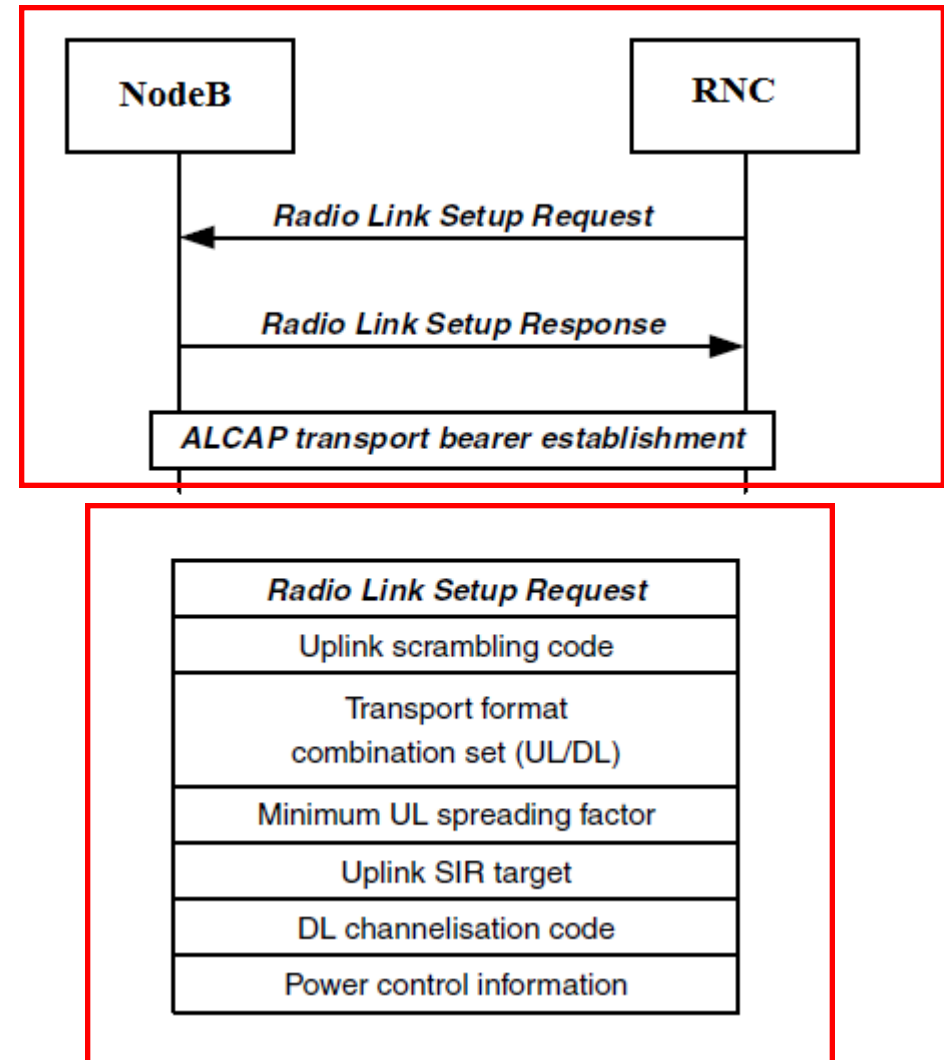 NodeB
RNC
Radio Link Setup Request
Radio Link Setup Response
ALCAP transport bearer establishment
Radio Link Setup Request
Uplink scrambling code
Transport format
combination set (UL/DL)
Minimum UL spreading factor
Uplink SIR target
DL channelisation code
Power control information